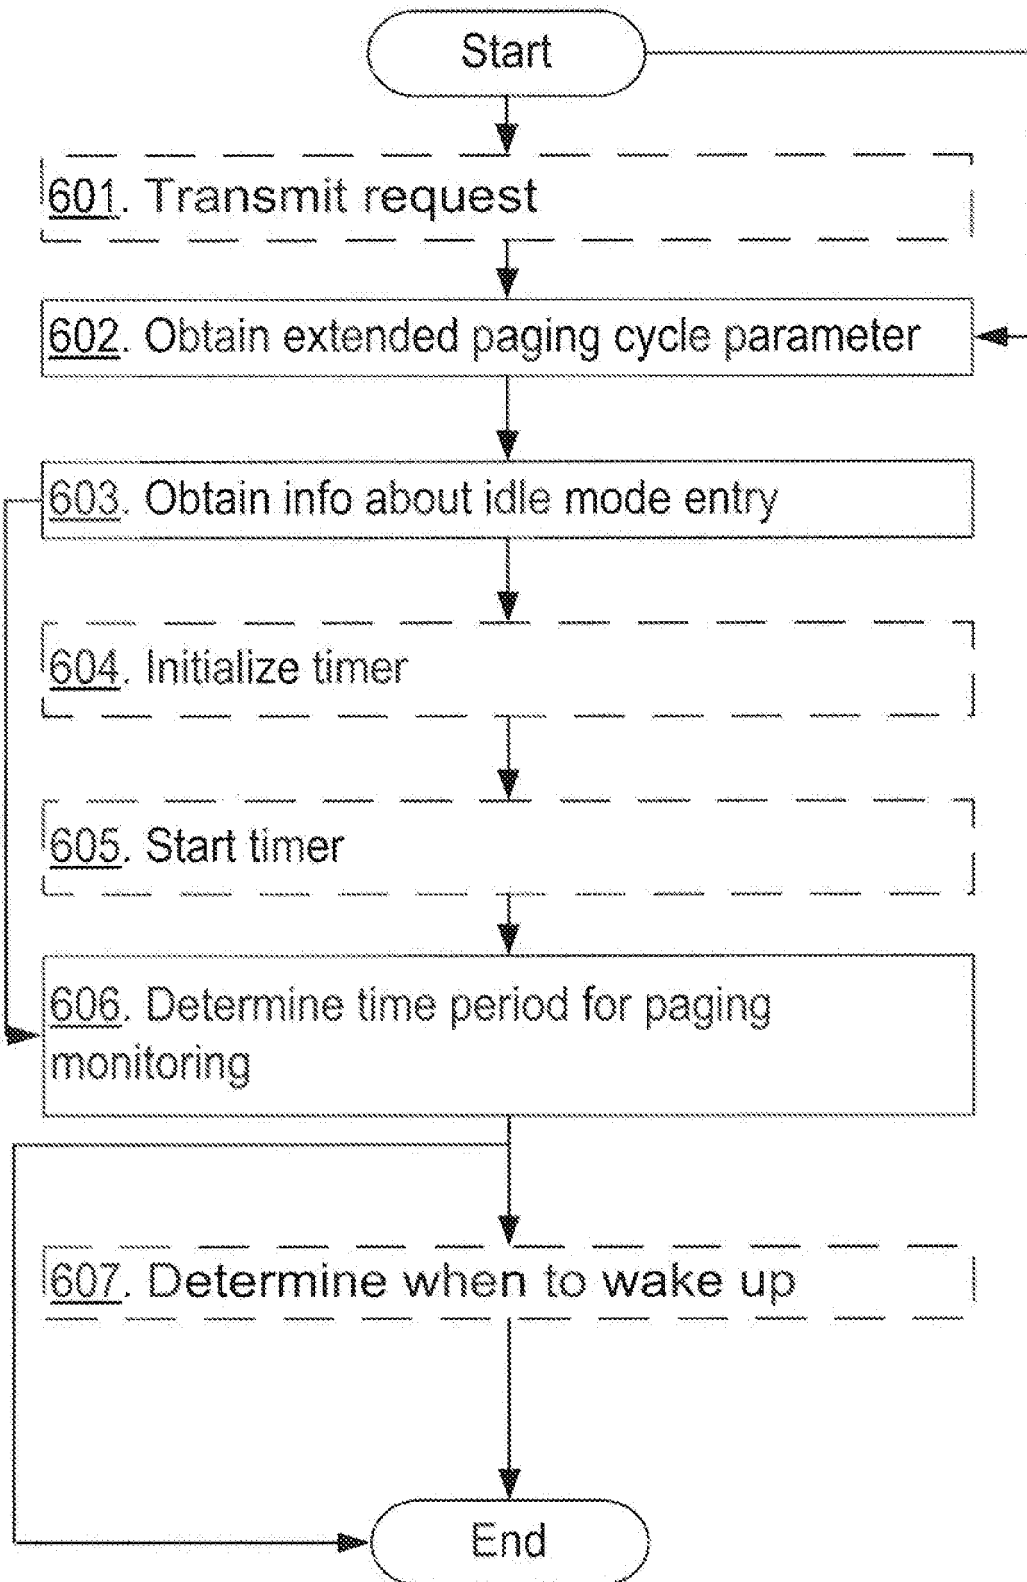 Start
601. Transmit request
602. Obtain extended paging cycle parameter
603. Obtain info about idle mode entry
604. Initialize timer
605. Start timer
606. Determine time period for paging
monitoring
607. Determine when to wake up
End